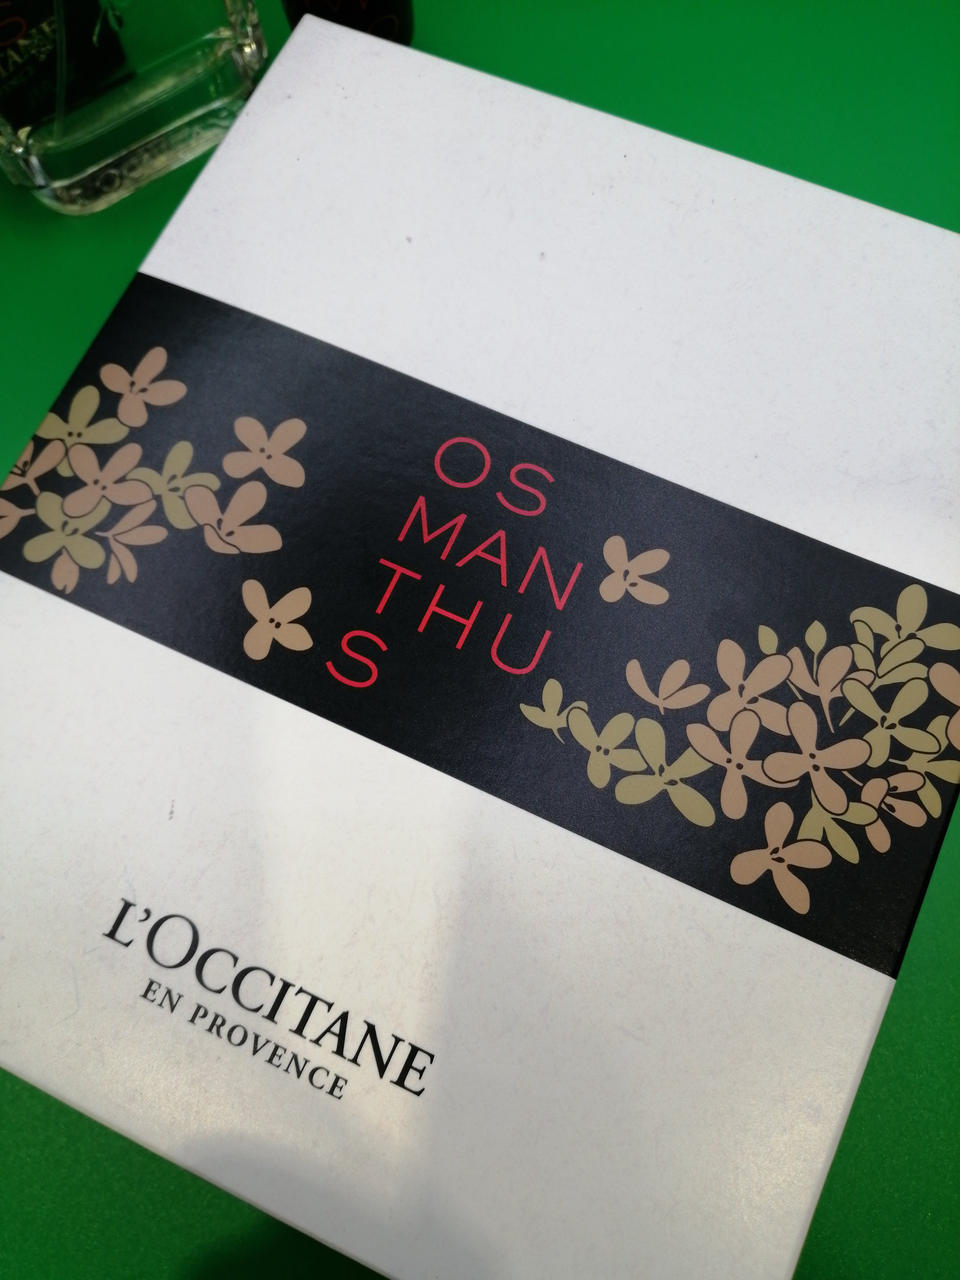 OS
MAN
THU
S
L'OCCITANE
EN PROVENCE